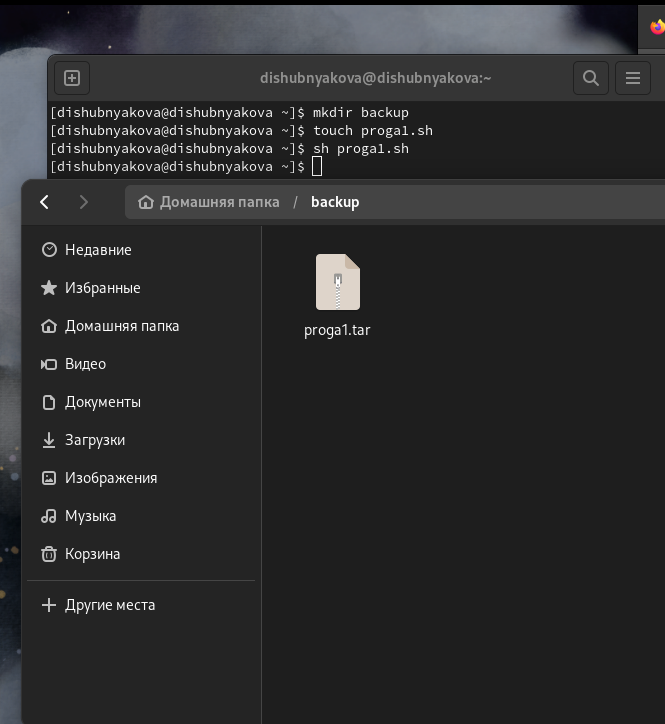 dishubnyakova@dishubnyakova:~
[dishubnyakova@dishubnyakova ~]$ mkdir backup
[dishubnyakova@dishubnyakova ~]$ touch proga1.sh
[dishubnyakova@dishubnyakova ~]$ sh proga1.sh
[dishubnyakova@dishubnyakova ~]$
Домашняя папка / backup
Недавние
Избранные
Домашняя папка
Видео
Документы
Загрузки
Изображения
Музыка
Корзина
Другие места
proga1.tar